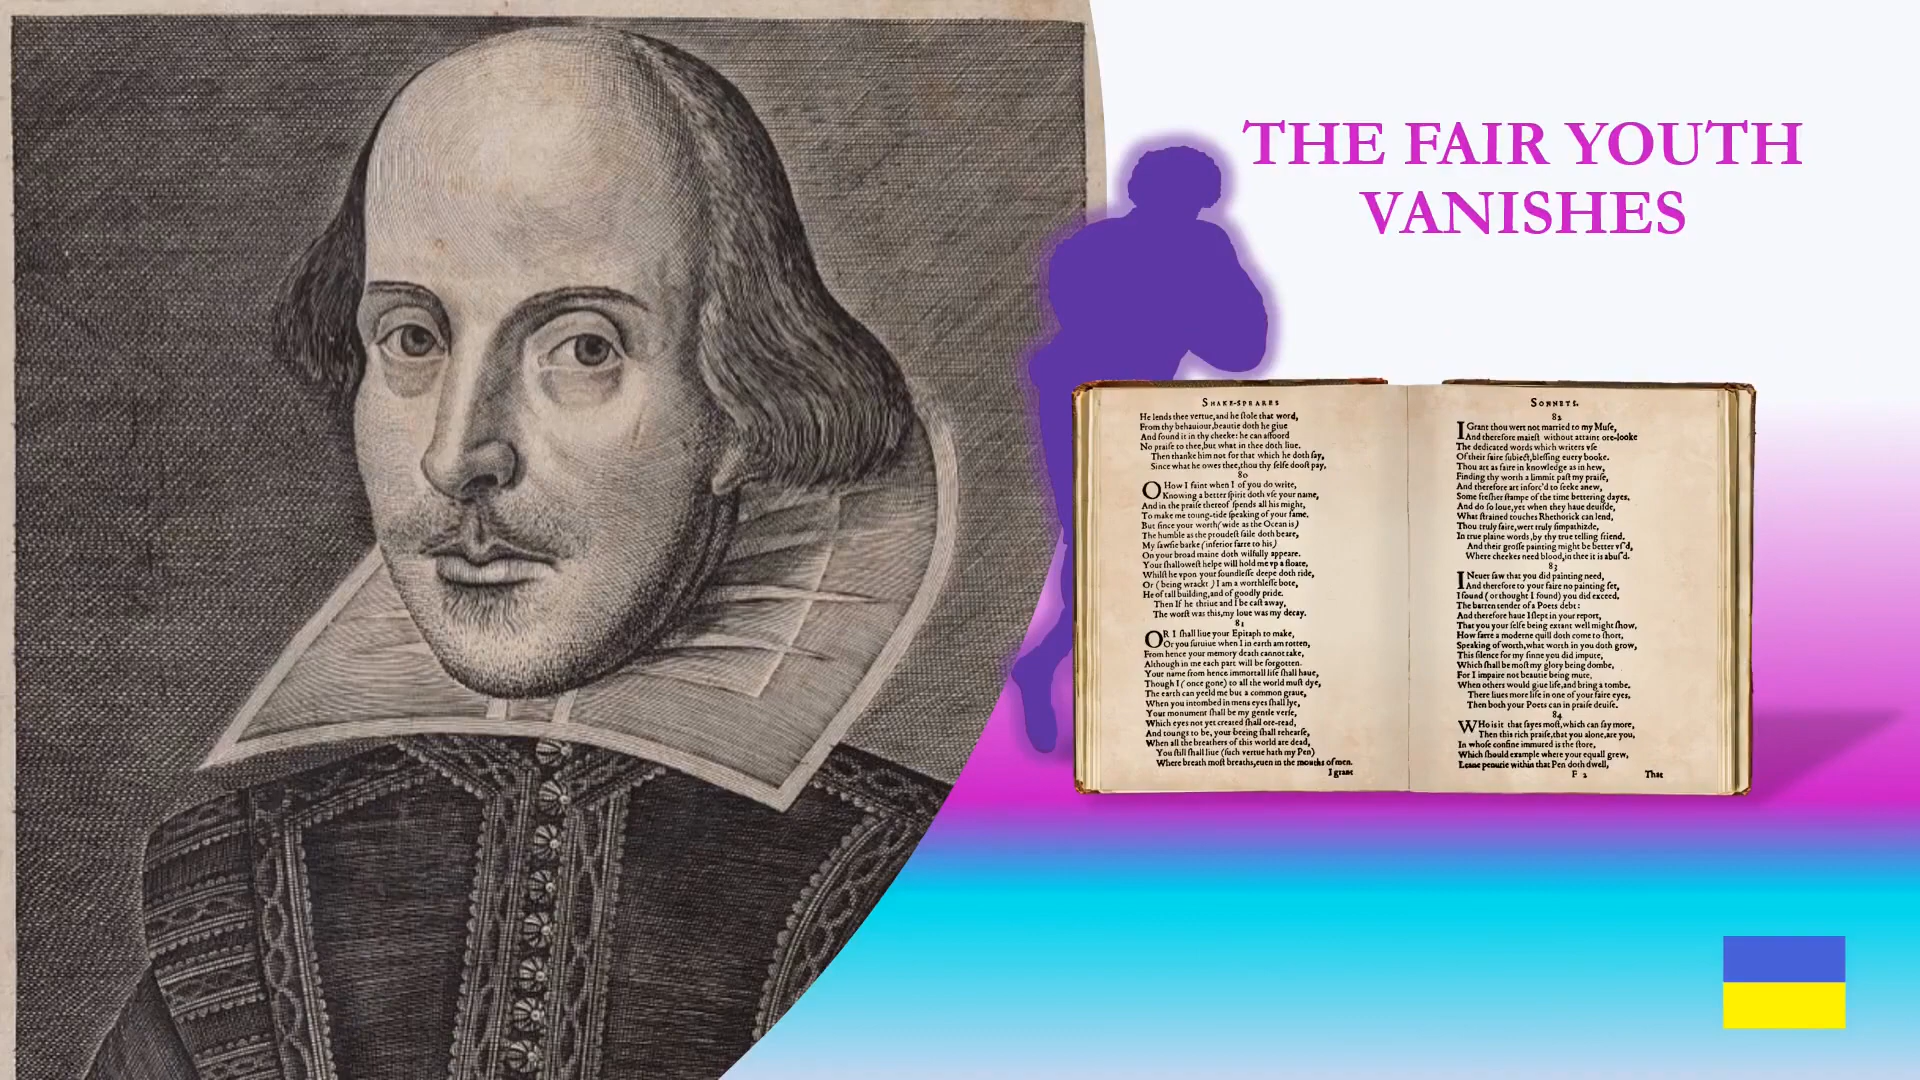 THE FAIR YOUTH
VANISHES
SHAKE-SPEARES
He lends thee vertue,and he ſtole that word,
From thy behauiour,beautie doth he giue
And found it in thy cheeke: he can affoord
No praiſe to thee,but what in thee doth liue.
Then thanke him not for that which he doth ſay,
Since what he owes thee,thou thy ſelfe dooſt pay,
80
O How I faint when I of you do write,
Knowing a better ſpirit doth vſe your name,
And in the praiſe thereof ſpends all his might,
To make me toung-tide ſpeaking of your fame.
But ſince your worth(wide as the Ocean is)
The humble as the proudeſt ſaile doth beare,
My ſawſie barke (inferior farre to his)
On your broad maine doth wilfully appeare.
Your ſhalloweſt helpe will hold me vp a floate,
Whilſt he vpon your ſoundleſſe deepe doth ride,
Or ( being wrackt ) I am a worthleſſe bote,
He of tall building,and of goodly pride.
Then If he thriue and I be caſt away,
The worſt was this,my loue was my decay.
81
OR I ſhall liue your Epitaph to make,
Or you ſuruiue when I in earth am rotten,
From hence your memory death cannot take,
Although in me each part will be forgotten.
Your name from hence immortall life ſhall haue,
Though I ( once gone) to all the world muſt dye,
The earth can yeeld me but a common graue,
When you intombed in mens eyes ſhall lye,
Your monument ſhall be my gentle verſe,
Which eyes not yet created ſhall ore-read,
And toungs to be, your beeing ſhall rehearſe,
When all the breathers of this world are dead,
You ſtill ſhall liue (ſuch vertue hath my Pen)
Where breath moſt breaths,euen in the mouths of men.
I grant
SONNETS.
82
I Grant thou wert not married to my Muſe,
And therefore maieſt without attaint ore-looke
The dedicated words which writers vſe
Of their faire ſubiect,bleſſing euery booke.
Thou art as faire in knowledge as in hew,
Finding thy worth a limmit paſt my praiſe,
And therefore art inforc'd to ſeeke anew,
Some freſher ſtampe of the time bettering dayes.
And do ſo loue,yet when they haue deuiſde,
What ſtrained touches Rhethorick can lend,
Thou truly faire,wert truly ſimpathizde,
In true plaine words,by thy true telling friend.
And their groſſe painting might be better vſ'd,
Where cheekes need blood,in thee it is abuſ'd.
83
I Neuer ſaw that you did painting need,
And therefore to your faire no painting ſet,
I found ( or thought I found) you did exceed,
The barren tender of a Poets debt:
And therefore haue I ſlept in your report,
That you your ſelfe being extant well might ſhow,
How farre a moderne quill doth come to ſhort,
Speaking of worth,what worth in you doth grow,
This ſilence for my ſinne you did impute,
Which ſhall be moſt my glory being dombe,
For I impaire not beautie being mute,
When others would giue life,and bring a tombe.
There liues more life in one of your faire eyes,
Then both your Poets can in praiſe deuiſe.
84
WHo is it that ſayes moſt,which can ſay more,
Then this rich praiſe,that you alone,are you,
In whoſe confine immured is the ſtore,
Which ſhould example where your equall grew,
Leane penurie within that Pen doth dwell,
F 2 That